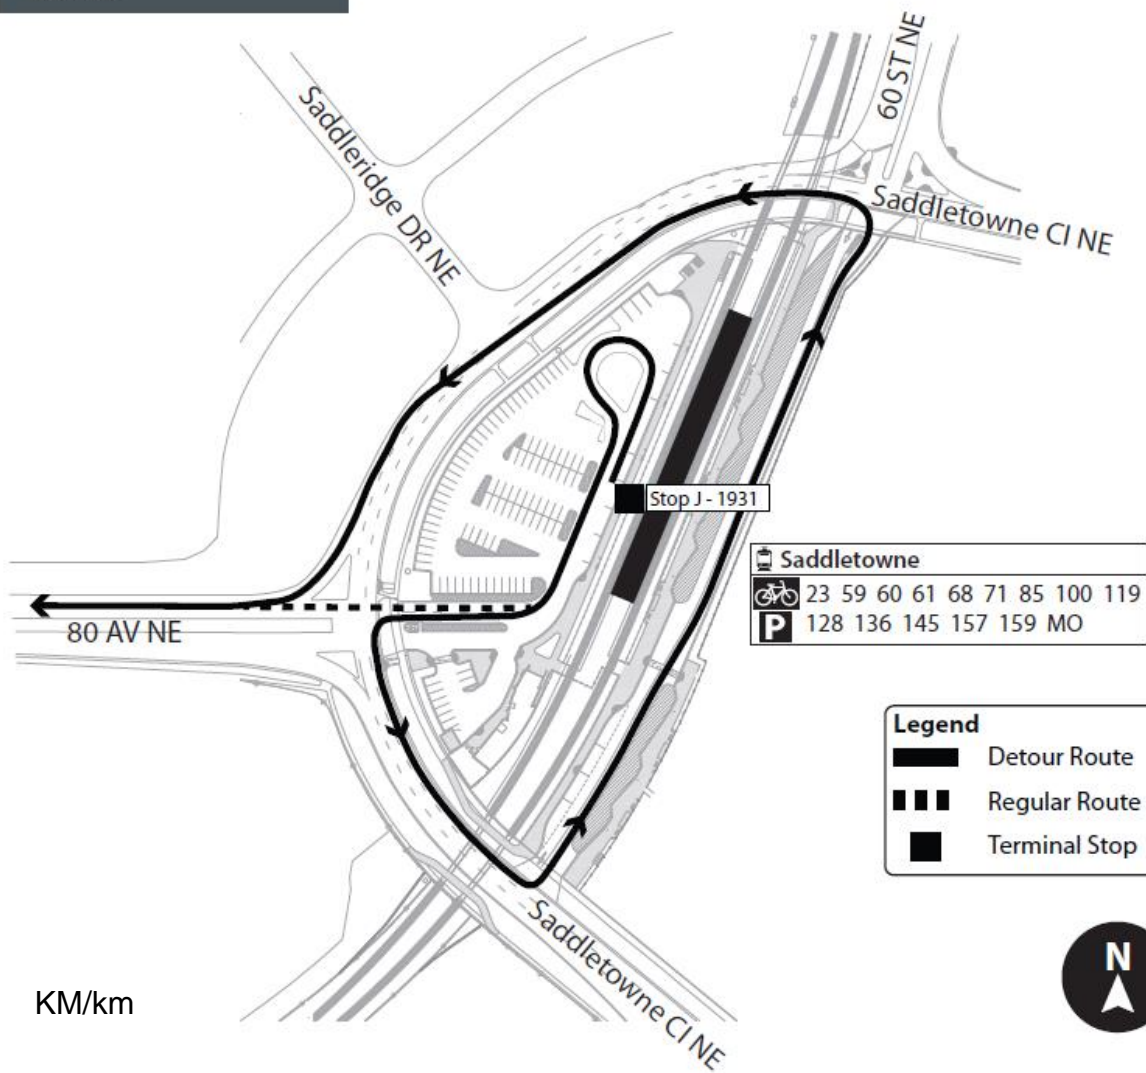 60 ST NE
Saddleridge DR NE
Saddletowne CI NE
Stop J - 1931
Saddletowne
23 59 60 61 68 71 85 100 119
P 128 136 145 157 159 MO
80 AV NE
Legend
Detour Route
Regular Route
Terminal Stop
Saddletowne CI NE
N
KM/km